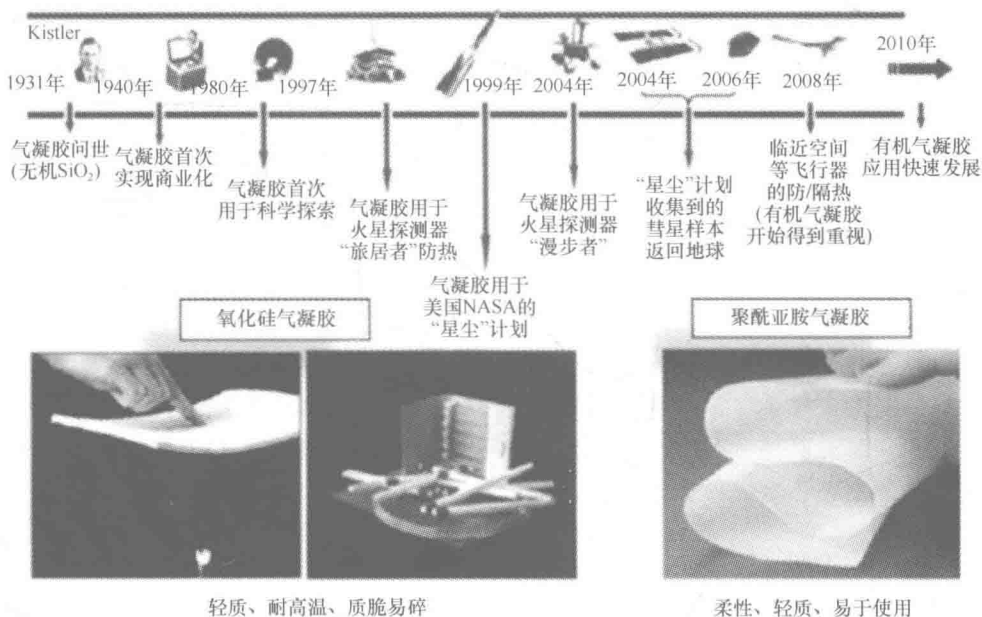 Kistler
1931年
1940年
1980年
1997年
1999年
2004年
2004年
2006年
2008年
2010年
气凝胶问世
(无机SiO₂)
气凝胶首次
实现商业化
气凝胶首次
用于科学探索
气凝胶用于
火星探测器
“旅居者”防热
气凝胶用于
美国NASA的
“星尘”计划
气凝胶用于
火星探测器
“漫步者”
“星尘”计划
收集到的
彗星样本
返回地球
临近空间
等飞行器
的防/隔热
(有机气凝胶
开始得到重视)
有机气凝胶
应用快速发展
氧化硅气凝胶
聚酰亚胺气凝胶
轻质、耐高温、质脆易碎
柔性、轻质、易于使用